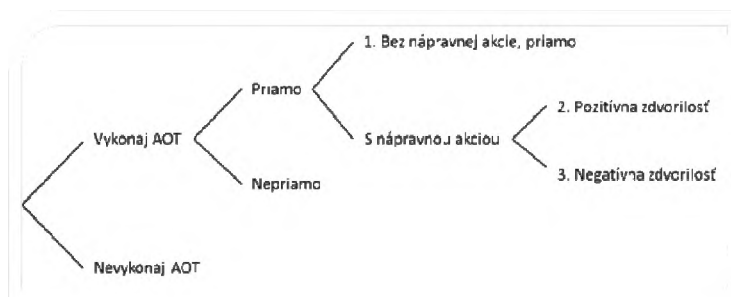 1. Bez nápravnej akcie, priamo
Priamo
2. Pozitívna zdvorilosť
Vykonaj AOT
S nápravnou akciou
3. Negatívna zdvorilosť
Nepriamo
Nevykonaj AOT